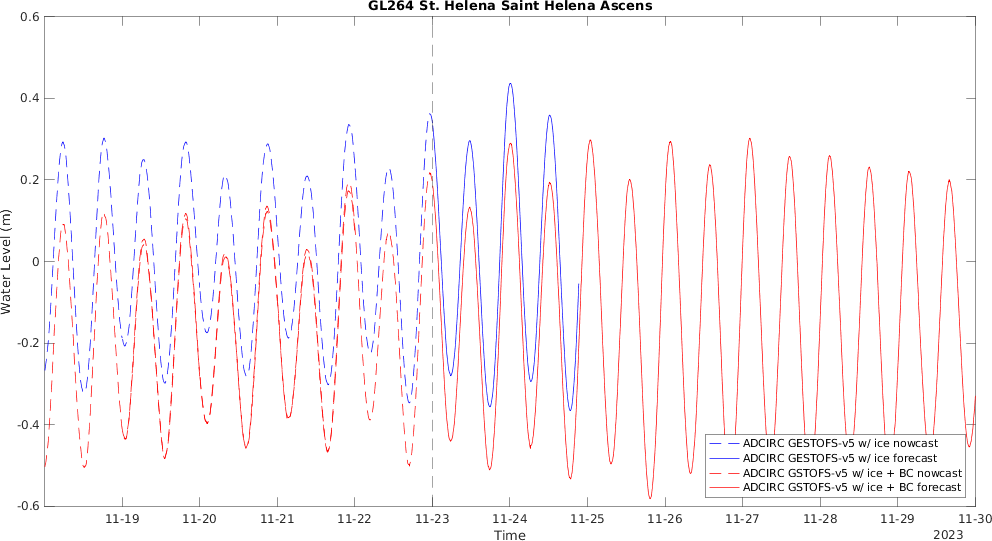 GL264 St. Helena Saint Helena Ascens
0.6
0.4
0.2
0
-0.2
-0.4
-0.6
Water Level (m)
ADCIRC GESTOFS-v5 w/ ice nowcast
ADCIRC GESTOFS-v5 w/ ice forecast
ADCIRC GSTOFS-v5 w/ ice + BC nowcast
ADCIRC GSTOFS-v5 w/ ice + BC forecast
11-19 11-20 11-21 11-22 11-23 11-24 11-25 11-26 11-27 11-28 11-29 11-30
Time
2023